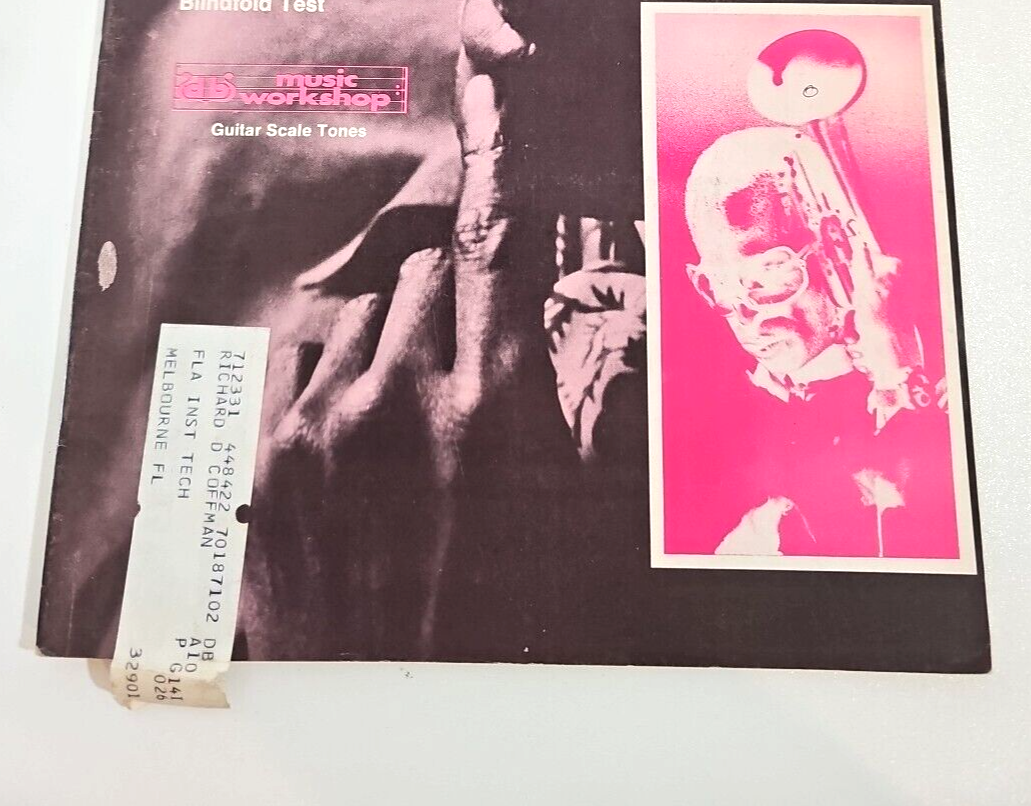 Blindfold Test
db music
workshop
Guitar Scale Tones
712331 448422 70187102 DB
RICHARD D COFFMAN A10 G141
FLA INST TECH P 026
MELBOURNE FL 32901